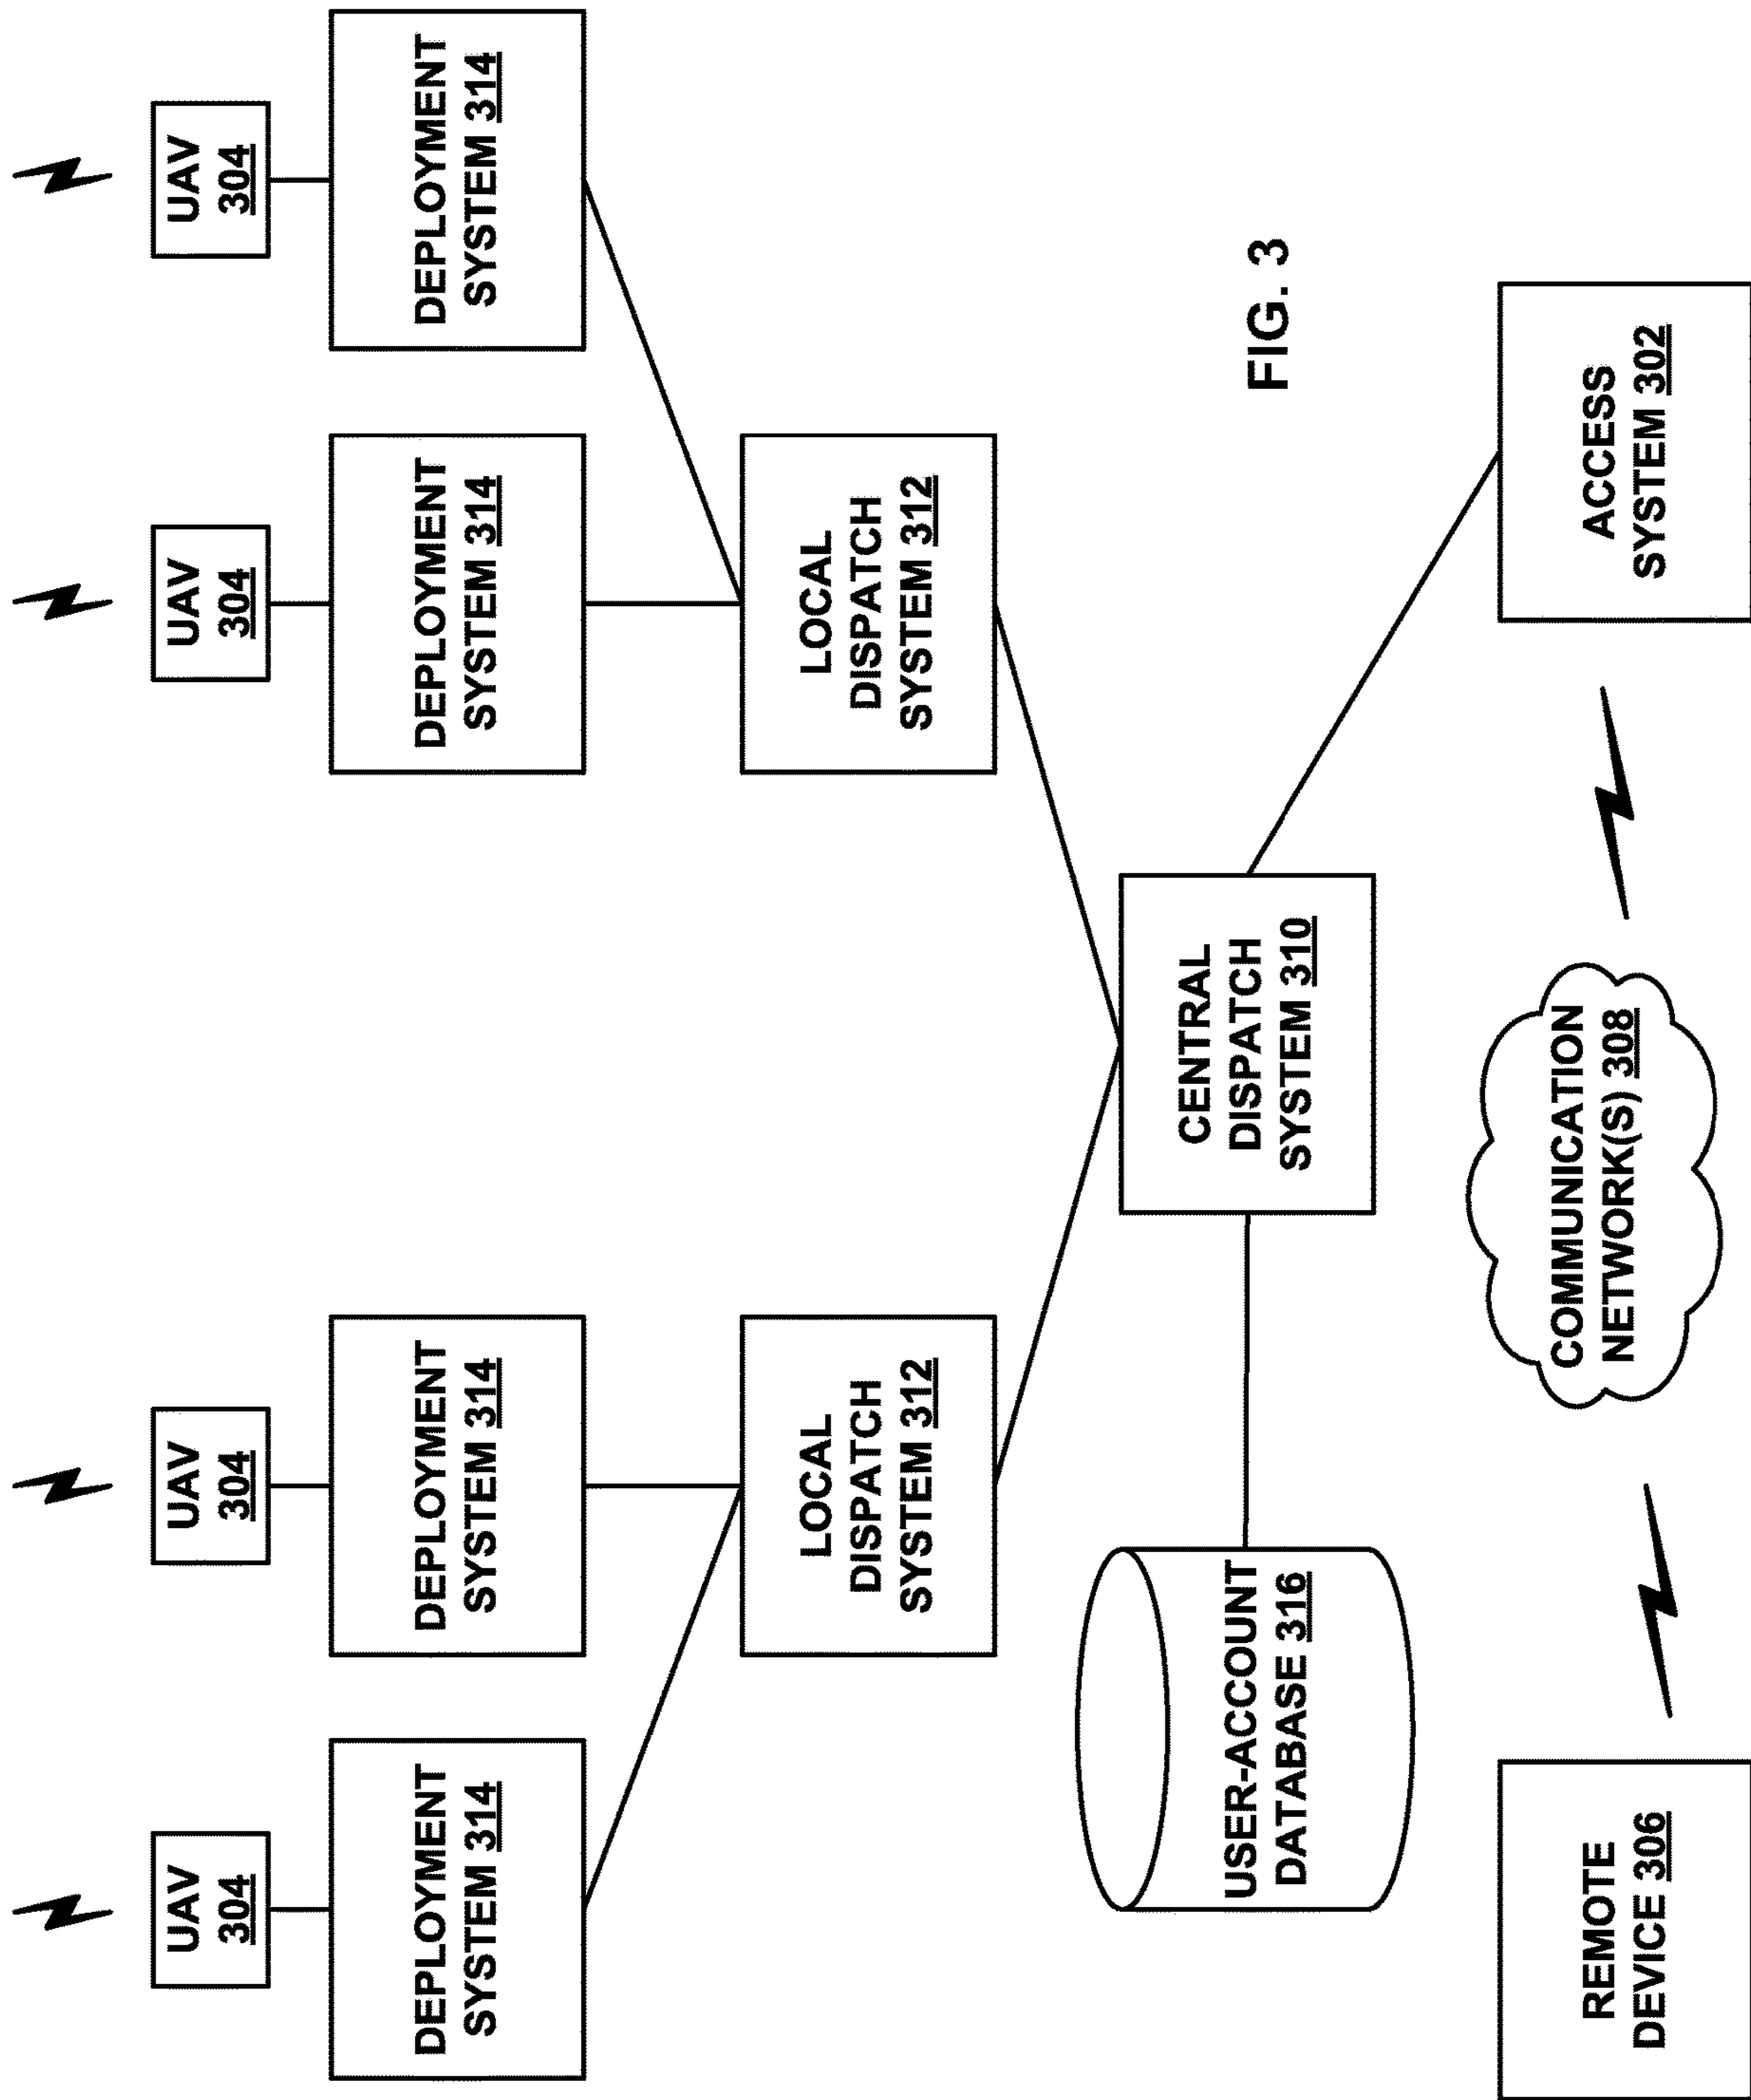 UAV
304
UAV
304
UAV
304
UAV
304
DEPLOYMENT
SYSTEM 314
DEPLOYMENT
SYSTEM 314
DEPLOYMENT
SYSTEM 314
DEPLOYMENT
SYSTEM 314
LOCAL
DISPATCH
SYSTEM 312
LOCAL
DISPATCH
SYSTEM 312
USER-ACCOUNT
DATABASE 316
CENTRAL
DISPATCH
SYSTEM 310
FIG. 3
REMOTE
DEVICE 306
COMMUNICATION
NETWORK(S) 308
ACCESS
SYSTEM 302